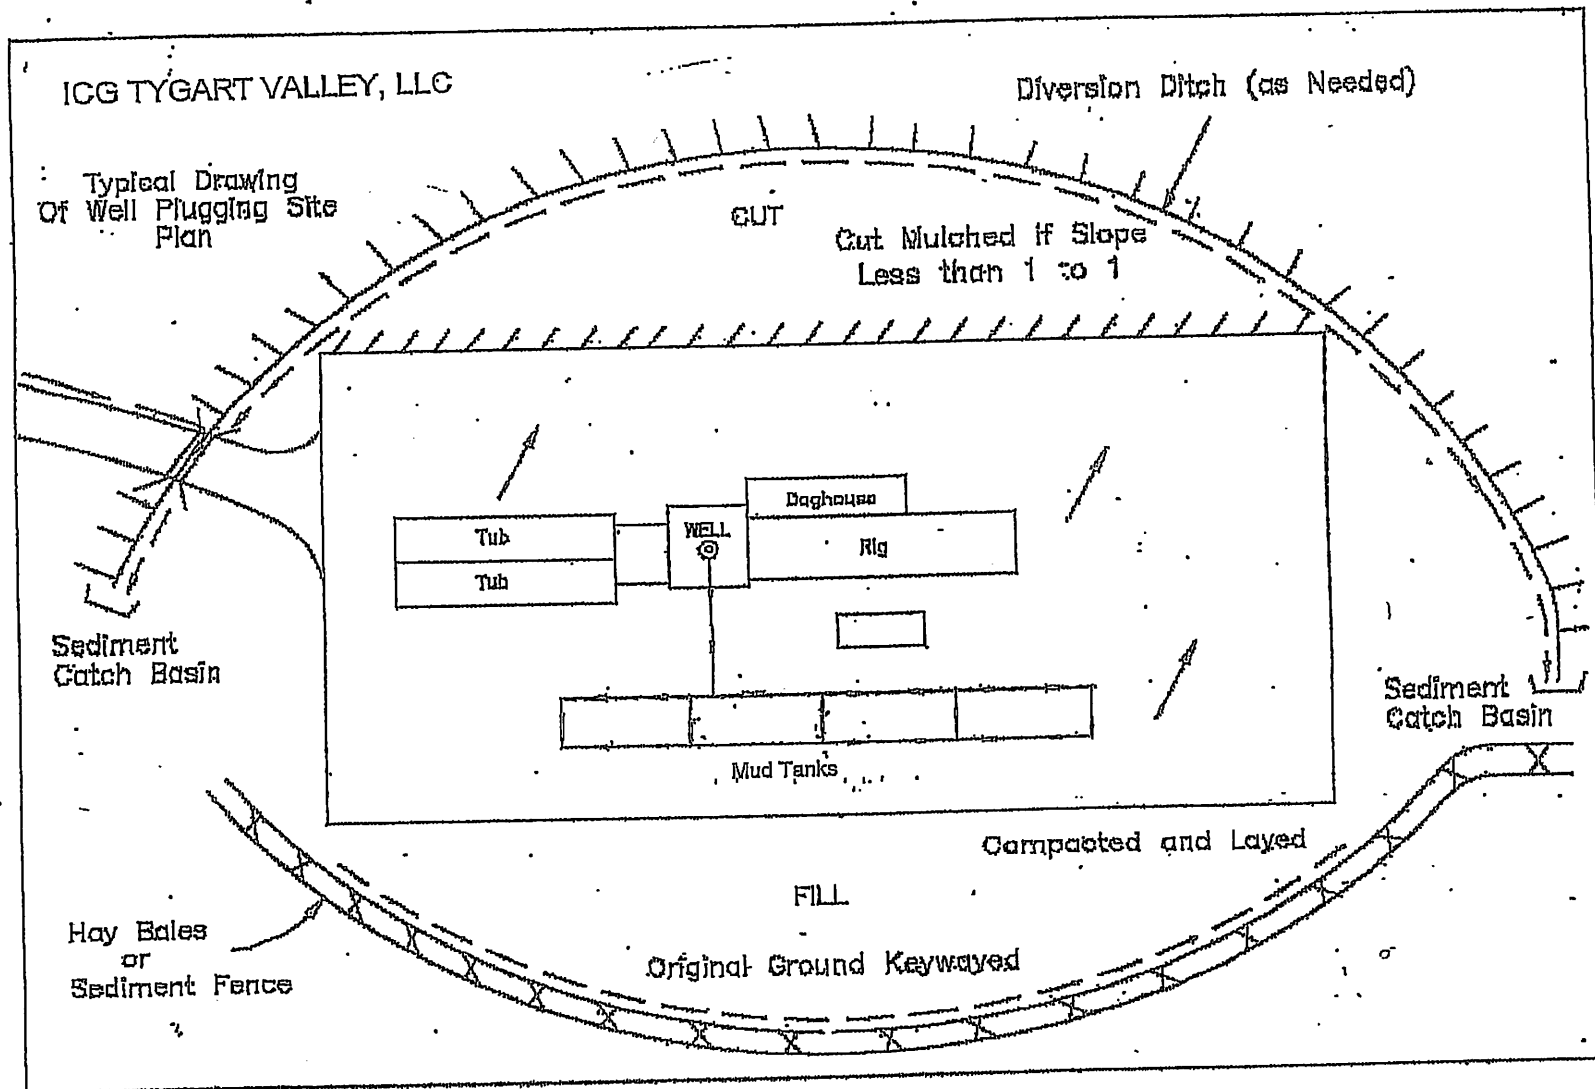 ICG TYGART VALLEY, LLC
Diversion Ditch (as Needed)
Typical Drawing
Of Well Plugging Site
Plan
CUT
Cut Mulched if Slope
Less than 1 to 1
Doghouse
Tub
WELL
Rig
Tub
Sediment
Catch Basin
Sediment
Catch Basin
Mud Tanks
Compacted and Layed
FILL
Hay Bales
or
Sediment Fence
Original Ground Keywayed